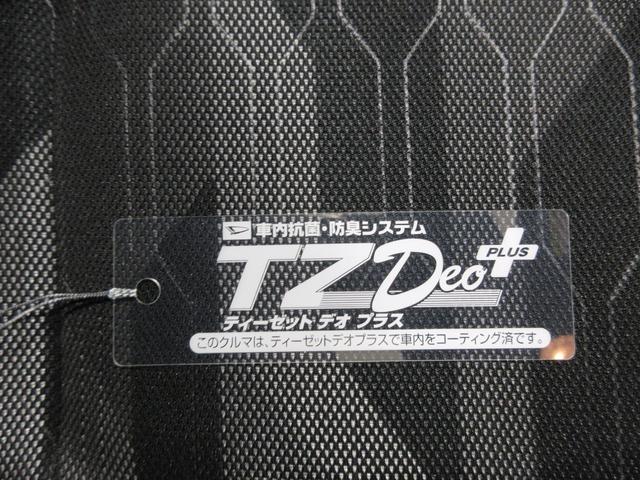 車内抗菌・防臭システム
TZ Deo PLUS
ティーゼット デオ プラス
このクルマは、ティーゼットデオプラスで車内をコーティング済です。